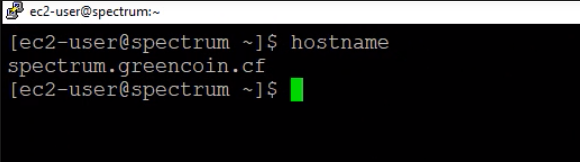 ec2-user@spectrum:~
[ec2-user@spectrum ~]$ hostname
spectrum.greencoin.cf
[ec2-user@spectrum ~]$